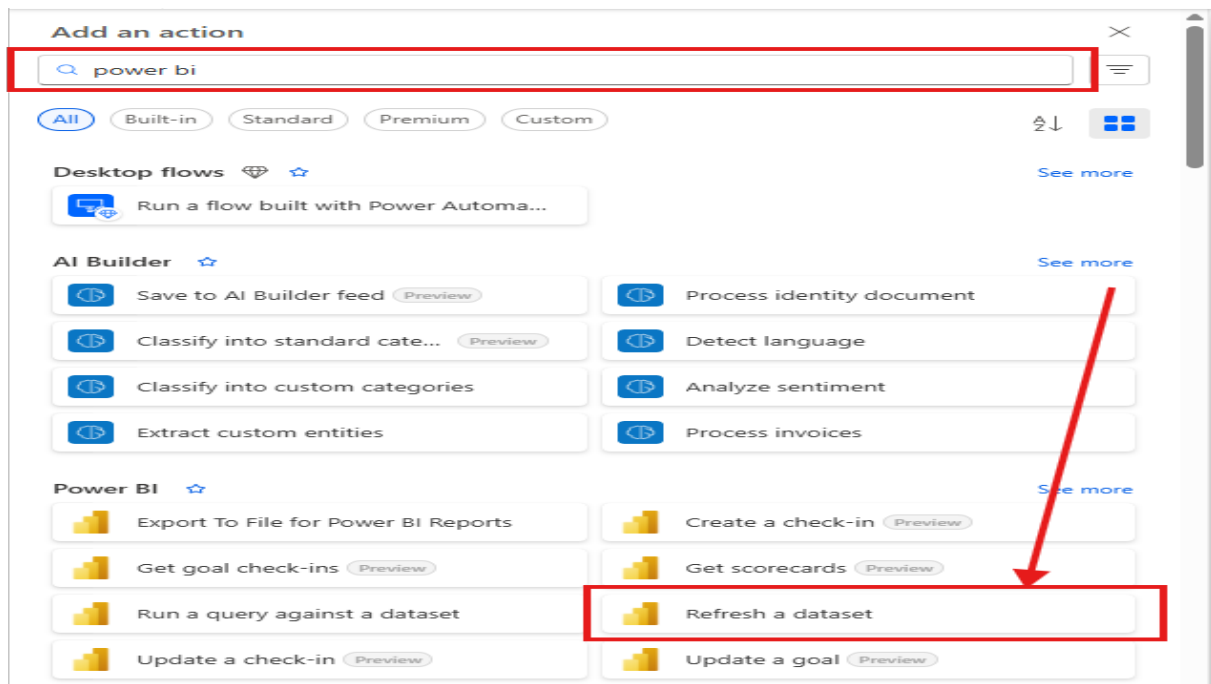 Add an action
power bi
All
Built-in
Standard
Premium
Custom
Desktop flows
See more
Run a flow built with Power Automa...
AI Builder
See more
Save to AI Builder feed Preview
Process identity document
Classify into standard cate... Preview
Detect language
Classify into custom categories
Analyze sentiment
Extract custom entities
Process invoices
Power BI
See more
Export To File for Power BI Reports
Create a check-in Preview
Get goal check-ins Preview
Get scorecards Preview
Run a query against a dataset
Refresh a dataset
Update a check-in Preview
Update a goal Preview